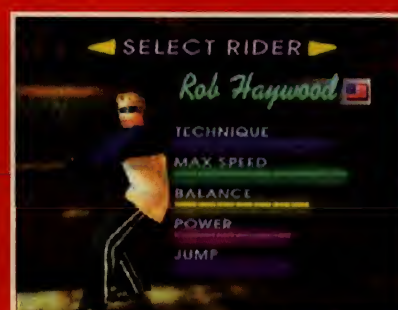 SELECT RIDER
Rob Haywood
TECHNIQUE
MAX SPEED
BALANCE
POWER
JUMP